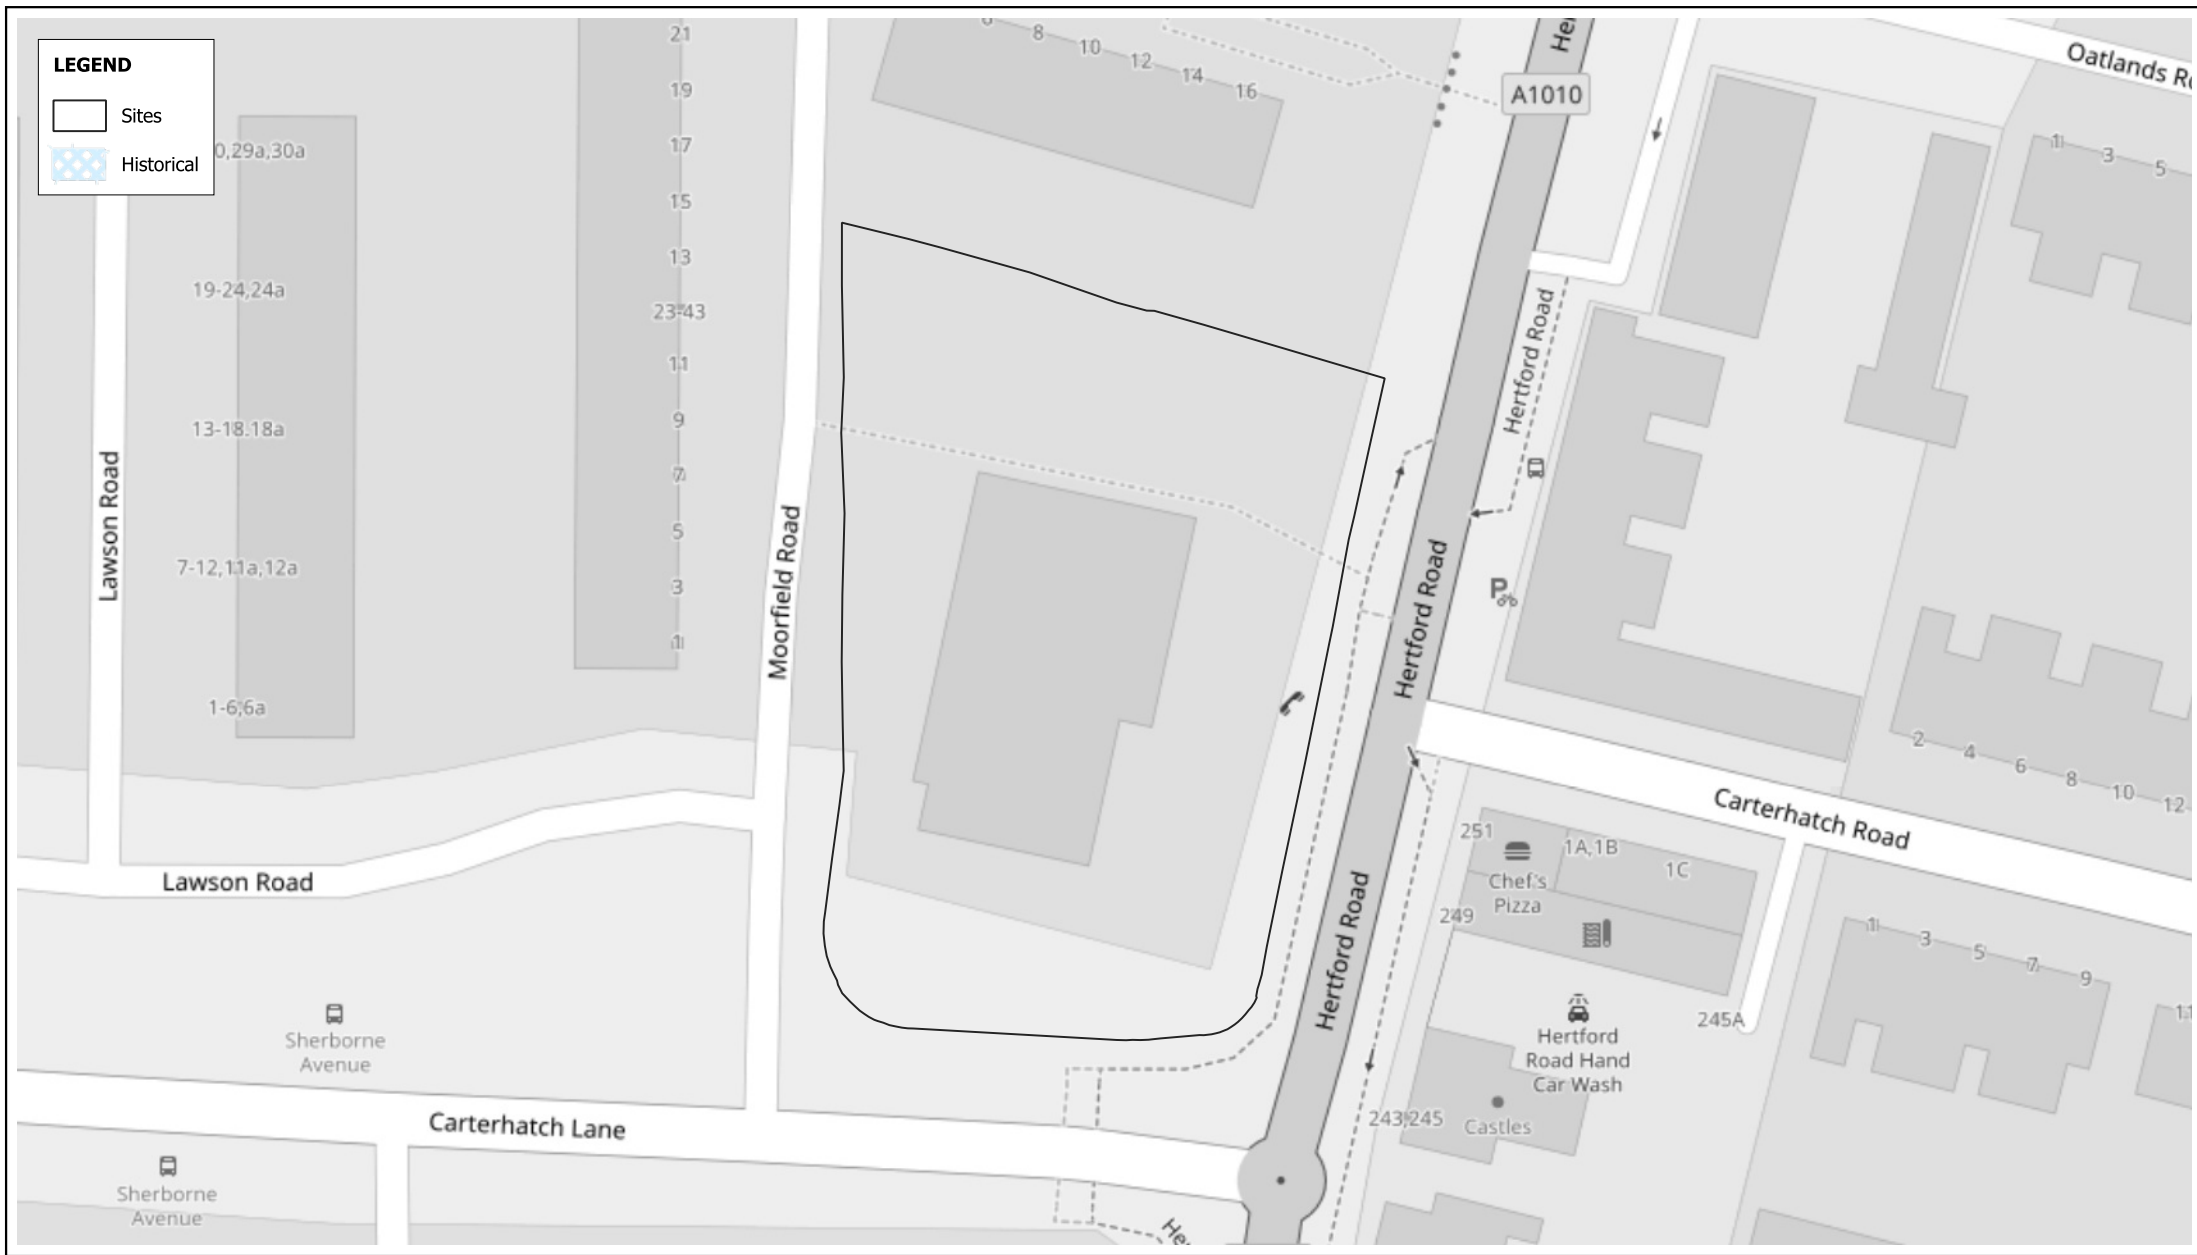 LEGEND
Sites
Historical
0,29a,30a
19-24,24a
13-18.18a
7-12,11a,12a
1-6,6a
Lawson Road
Lawson Road
21
19
17
15
13
23-43
11
9
7
5
3
1
Moorfield Road
8
10
12
14
16
A1010
Hertford Road
Hertford Road
Hertford Road
Oatlands
1
3
5
P
2
4
6
8
10
12
Carterhatch Road
251
1A,1B
1C
Chef's
Pizza
249
245A
Hertford
Road Hand
Car Wash
243,245
Castles
1
3
5
7
9
11
Sherborne
Avenue
Carterhatch Lane
Sherborne
Avenue